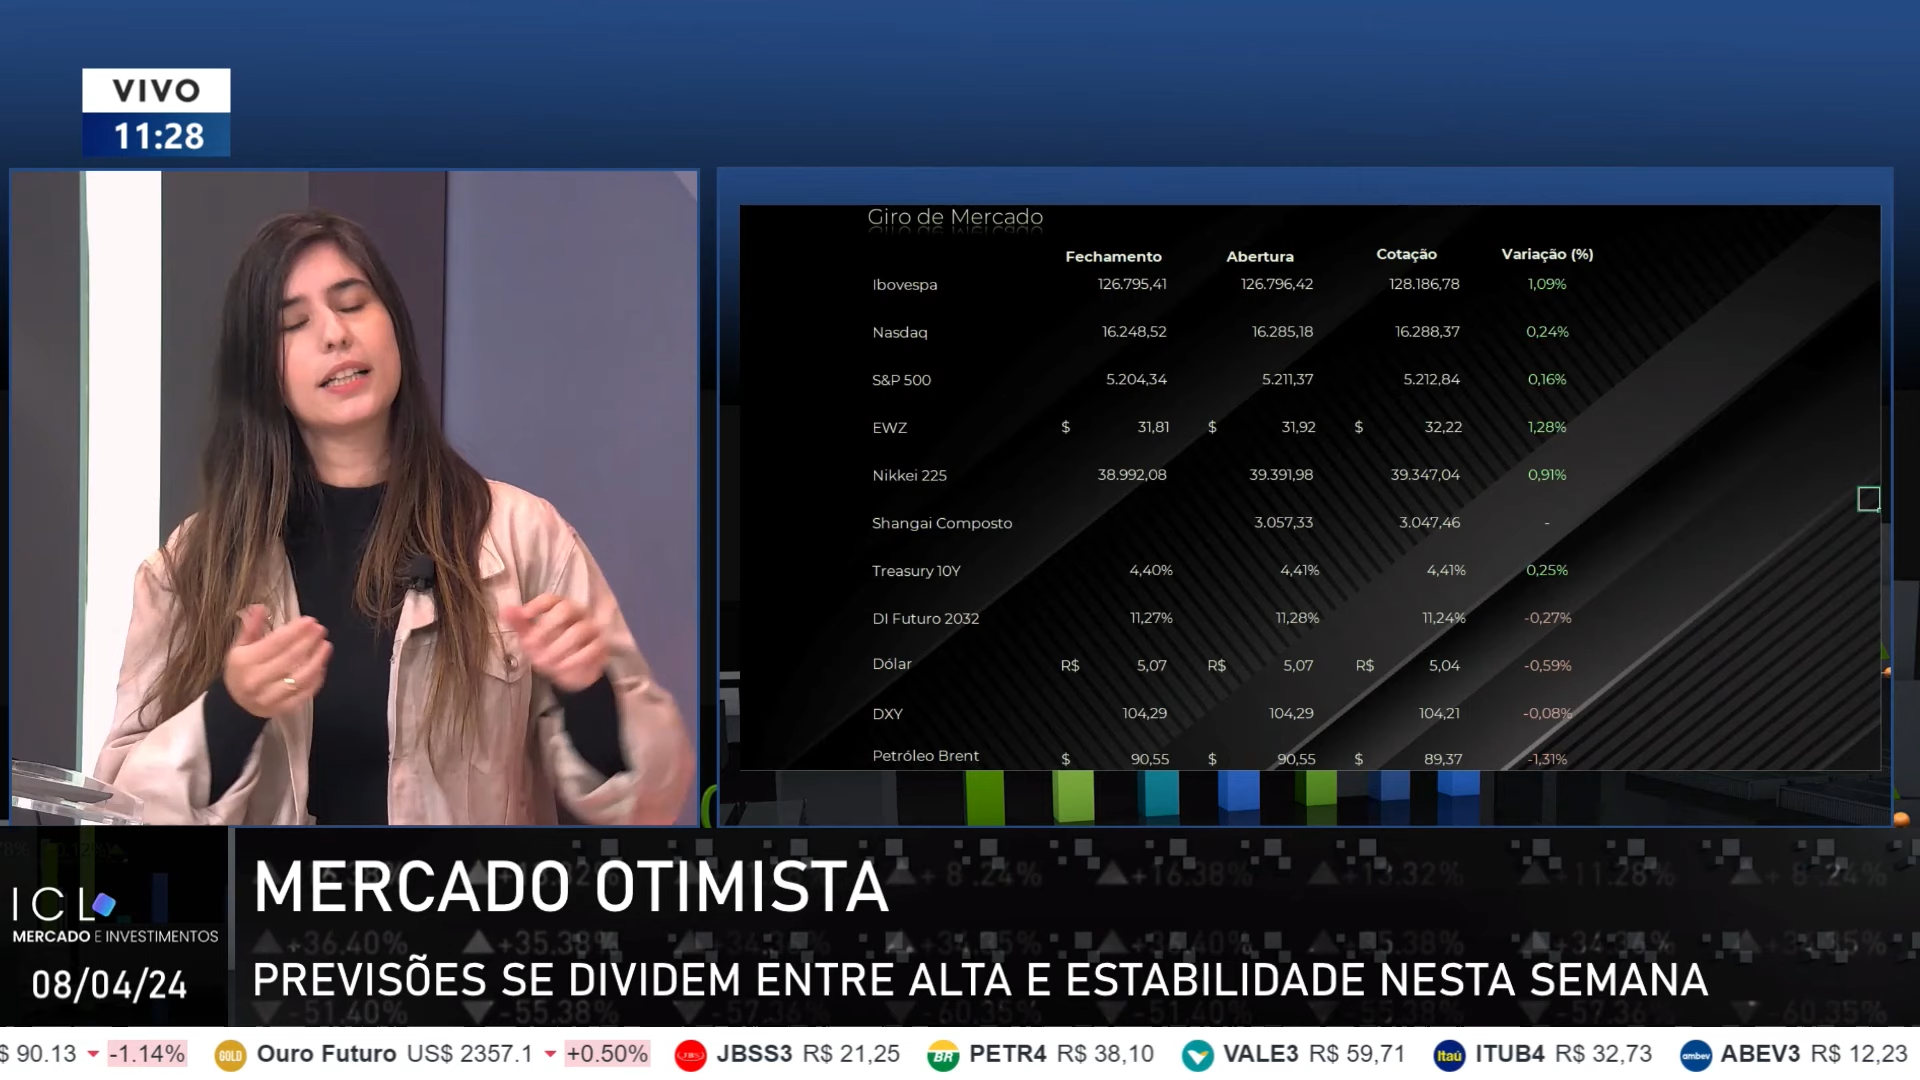 VIVO
11:28
Giro de Mercado
Fechamento Abertura Cotação Variação (%)
Ibovespa 126.795,41 126.796,42 128.186,78 1,09%
Nasdaq 16.248,52 16.285,18 16.288,37 0,24%
S&P 500 5.204,34 5.211,37 5.212,84 0,16%
EWZ $ 31,81 $ 31,92 $ 32,22 1,28%
Nikkei 225 38.992,08 39.391,98 39.347,04 0,91%
Shangai Composto 3.057,33 3.047,46 -
Treasury 10Y 4,40% 4,41% 4,41% 0,25%
DI Futuro 2032 11,27% 11,28% 11,24% -0,27%
Dólar R$ 5,07 R$ 5,07 R$ 5,04 -0,59%
DXY 104,29 104,29 104,21 -0,08%
Petróleo Brent $ 90,55 $ 90,55 $ 89,37 -1,31%
ICL
MERCADO E INVESTIMENTOS
08/04/24
MERCADO OTIMISTA
PREVISÕES SE DIVIDEM ENTRE ALTA E ESTABILIDADE NESTA SEMANA
$ 90.13 -1.14% GOLD Ouro Futuro US$ 2357.1 +0.50% JBS JBSS3 R$ 21,25 BR PETR4 R$ 38,10 VALE3 R$ 59,71 Itaú ITUB4 R$ 32,73 ambev ABEV3 R$ 12,23